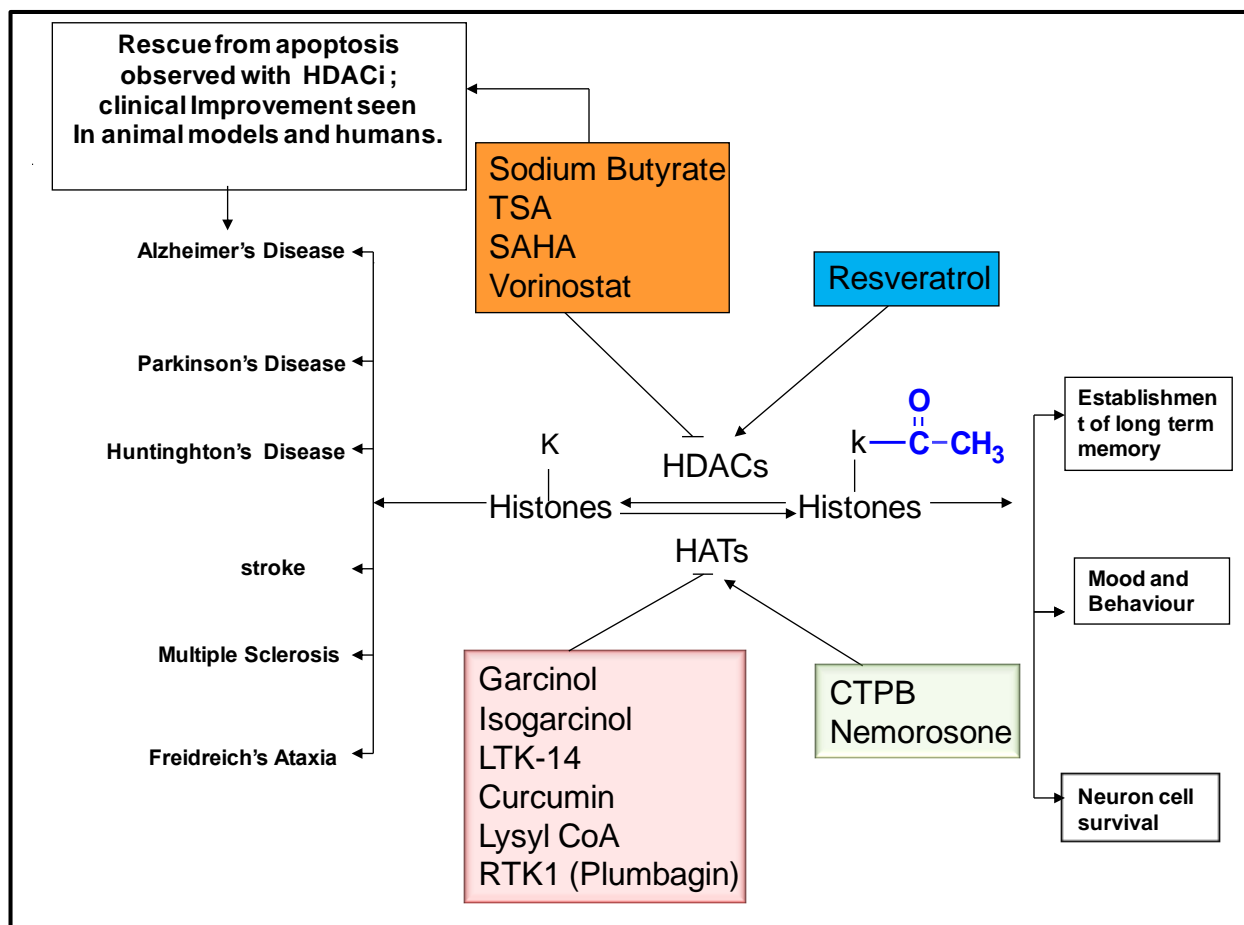 Rescue from apoptosis
observed with HDACi ;
clinical Improvement seen
In animal models and humans.
Sodium Butyrate
TSA
SAHA
Vorinostat
Resveratrol
Alzheimer's Disease
Parkinson's Disease
Huntinghton's Disease
stroke
Multiple Sclerosis
Freidreich's Ataxia
K
Histones
HDACs
HATs
O
k C CH3
Histones
Establishmen
t of long term
memory
Mood and
Behaviour
Neuron cell
survival
Garcinol
Isogarcinol
LTK-14
Curcumin
Lysyl CoA
RTK1 (Plumbagin)
CTPB
Nemorosone